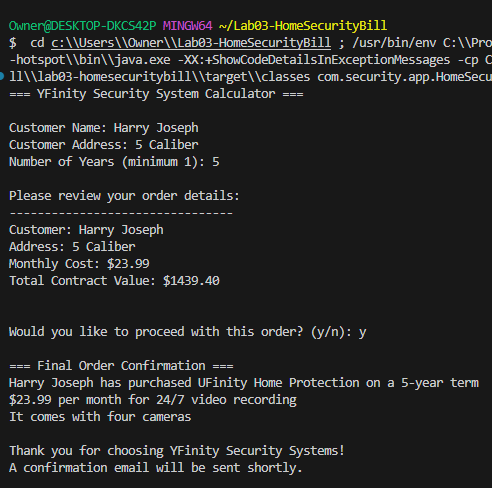 Owner@DESKTOP-DKCS42P MINGW64 ~/Lab03-HomeSecurityBill
$ cd c:\\Users\\Owner\\Lab03-HomeSecurityBill ; /usr/bin/env C:\\Pro
-hotspot\\bin\\java.exe -XX:+ShowCodeDetailsInExceptionMessages -cp C
ll\\lab03-homesecuritybill\\target\\classes com.security.app.HomeSecu
=== YFinity Security System Calculator ===
Customer Name: Harry Joseph
Customer Address: 5 Caliber
Number of Years (minimum 1): 5
Please review your order details:
--------------------------------
Customer: Harry Joseph
Address: 5 Caliber
Monthly Cost: $23.99
Total Contract Value: $1439.40
Would you like to proceed with this order? (y/n): y
=== Final Order Confirmation ===
Harry Joseph has purchased UFinity Home Protection on a 5-year term
$23.99 per month for 24/7 video recording
It comes with four cameras
Thank you for choosing YFinity Security Systems!
A confirmation email will be sent shortly.